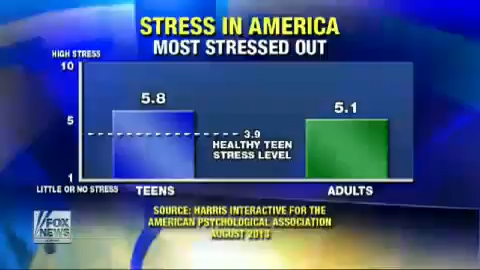 STRESS IN AMERICA
MOST STRESSED OUT
HIGH STRESS
10
5.8
5.1
5
3.9
HEALTHY TEEN
STRESS LEVEL
1
LITTLE OR NO STRESS
TEENS
ADULTS
SOURCE: HARRIS INTERACTIVE FOR THE
AMERICAN PSYCHOLOGICAL ASSOCIATION
AUGUST 2013
FOX
NEWS